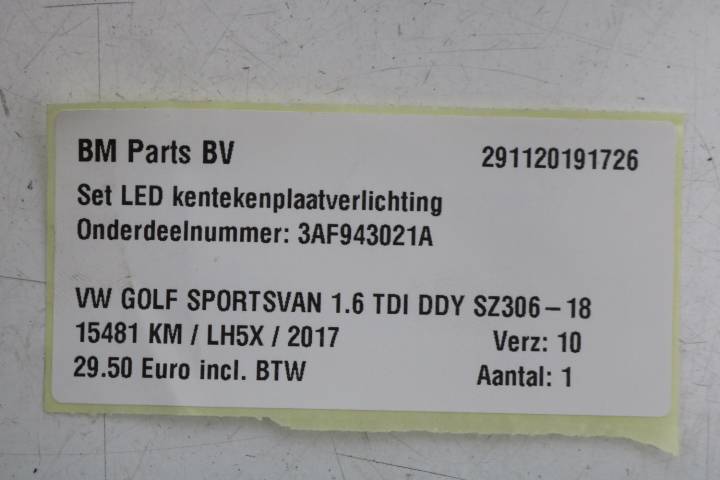 BM Parts BV 291120191726
Set LED kentekenplaatverlichting
Onderdeelnummer: 3AF943021A
VW GOLF SPORTSVAN 1.6 TDI DDY SZ306-18
15481 KM / LH5X / 2017 Verz: 10
29.50 Euro incl. BTW Aantal: 1